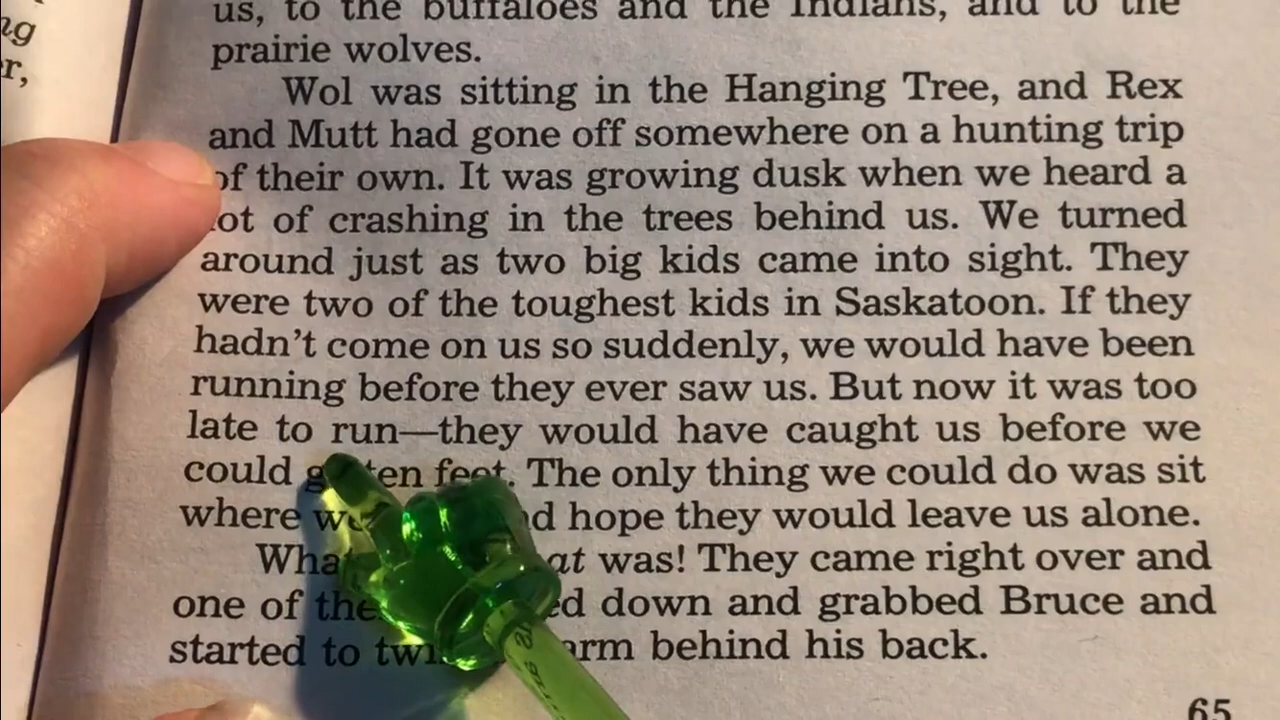 ng
r,
us, to the buffaloes and the Indians, and to the
prairie wolves.
Wol was sitting in the Hanging Tree, and Rex
and Mutt had gone off somewhere on a hunting trip
of their own. It was growing dusk when we heard a
lot of crashing in the trees behind us. We turned
around just as two big kids came into sight. They
were two of the toughest kids in Saskatoon. If they
hadn't come on us so suddenly, we would have been
running before they ever saw us. But now it was too
late to run—they would have caught us before we
could ten feet. The only thing we could do was sit
where hope they would leave us alone.
was! They came right over and
one of down and grabbed Bruce and
started to arm behind his back.
65